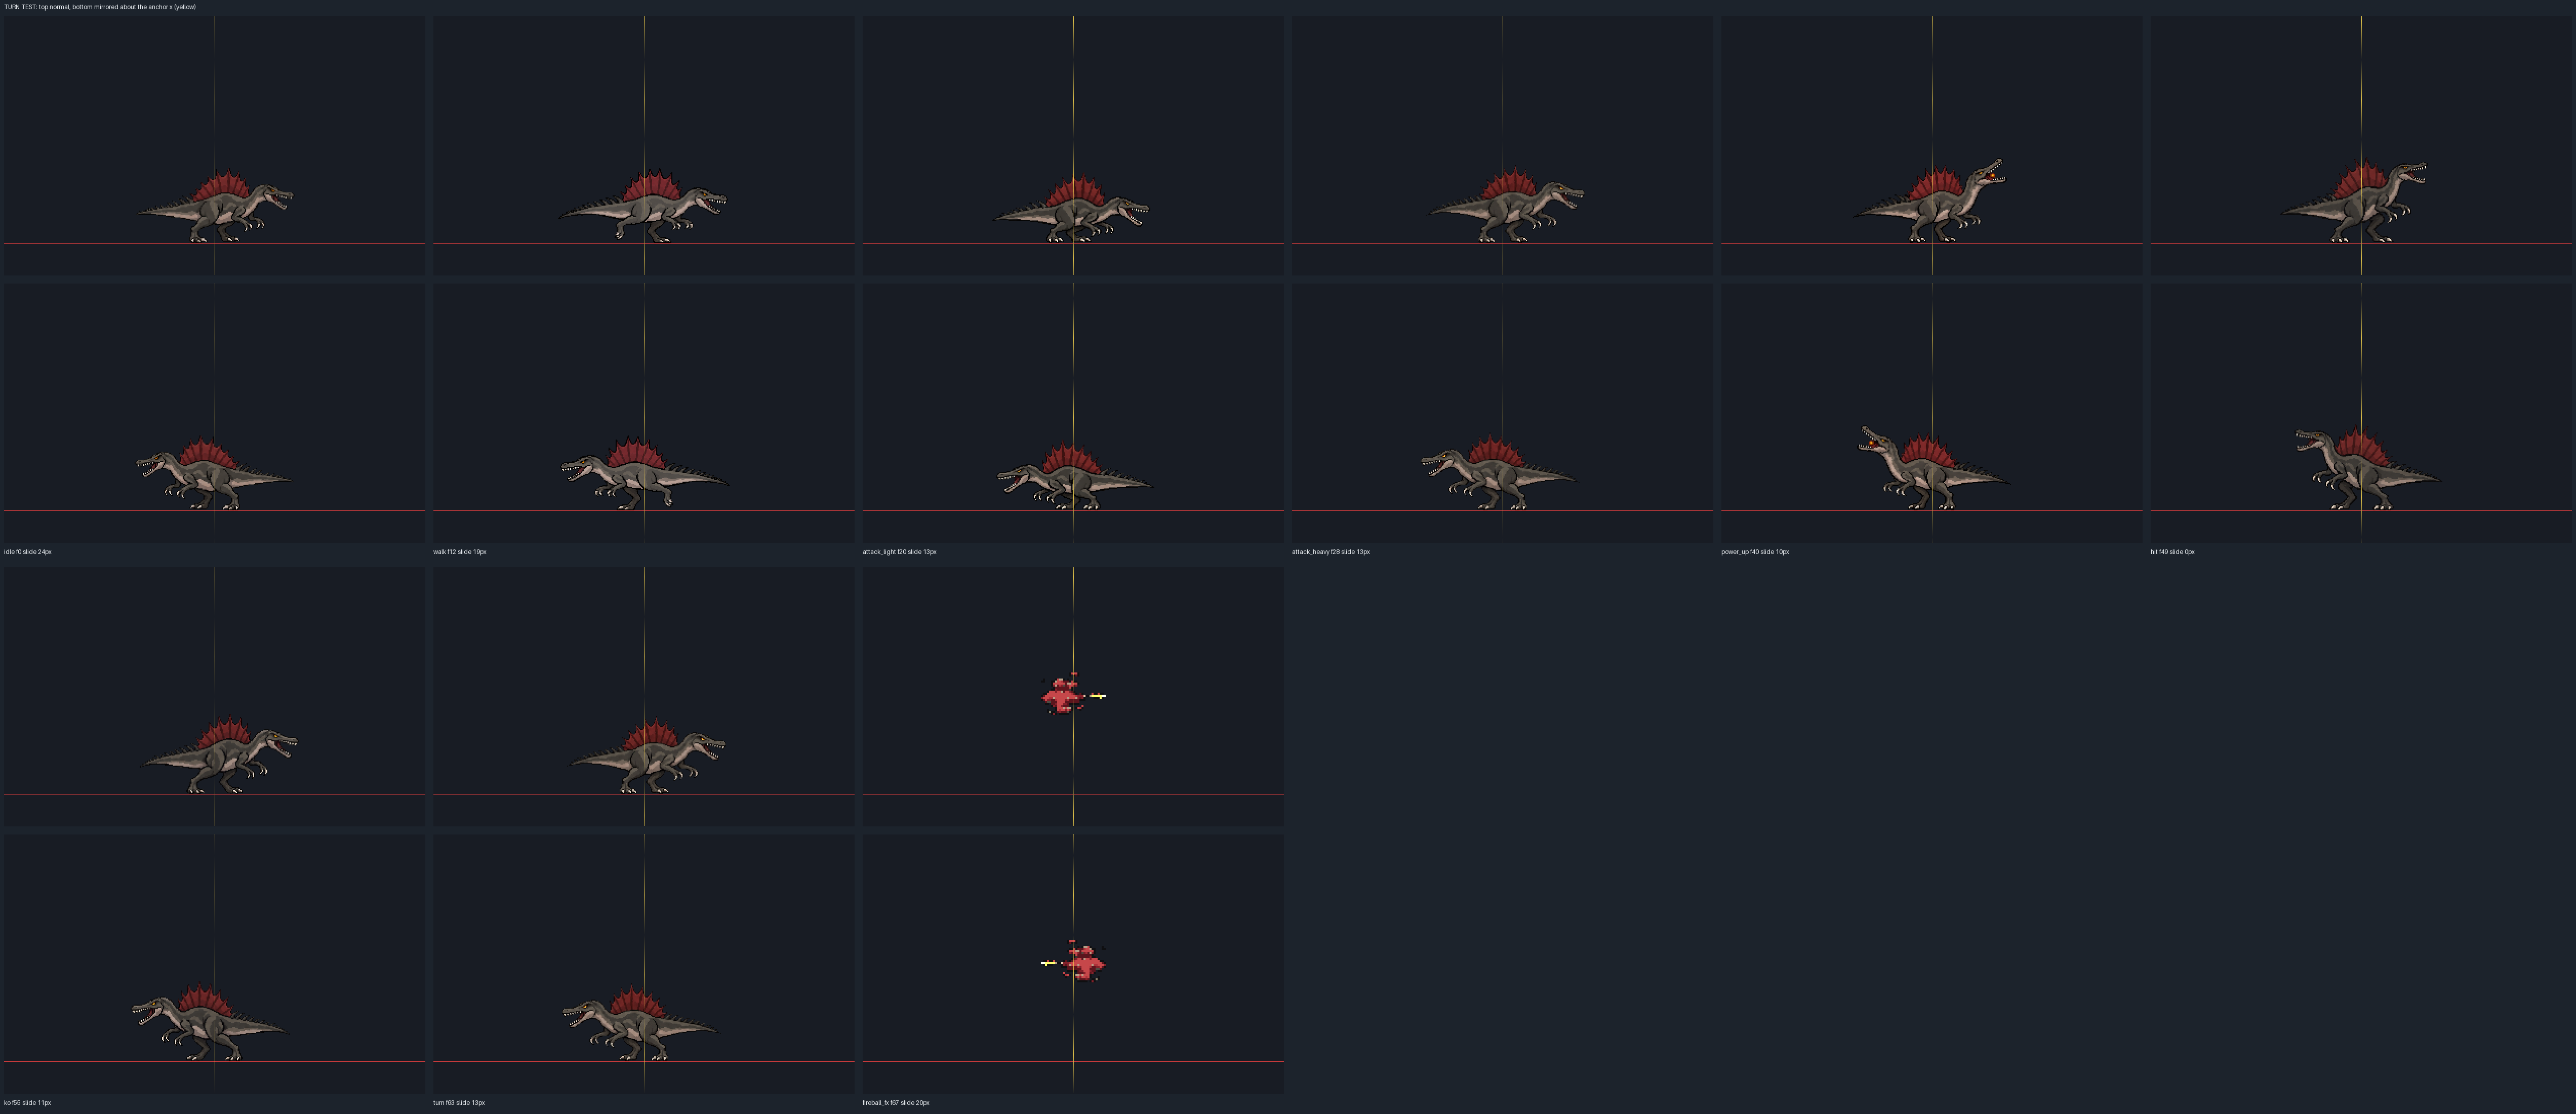 TURN TEST: top normal, bottom mirrored about the anchor x (yellow)
idle f0 slide 24px
walk f12 slide 19px
attack_light f20 slide 13px
attack_heavy f28 slide 13px
power_up f40 slide 10px
hit f49 slide 0px
ko f55 slide 11px
turn f63 slide 13px
fireball_fx f67 slide 20px